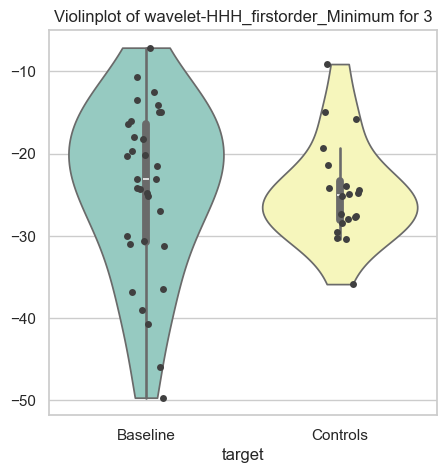 Violinplot of wavelet-HHH_firstorder_Minimum for 3
−10
−20
−30
−40
−50
Baseline Controls
target